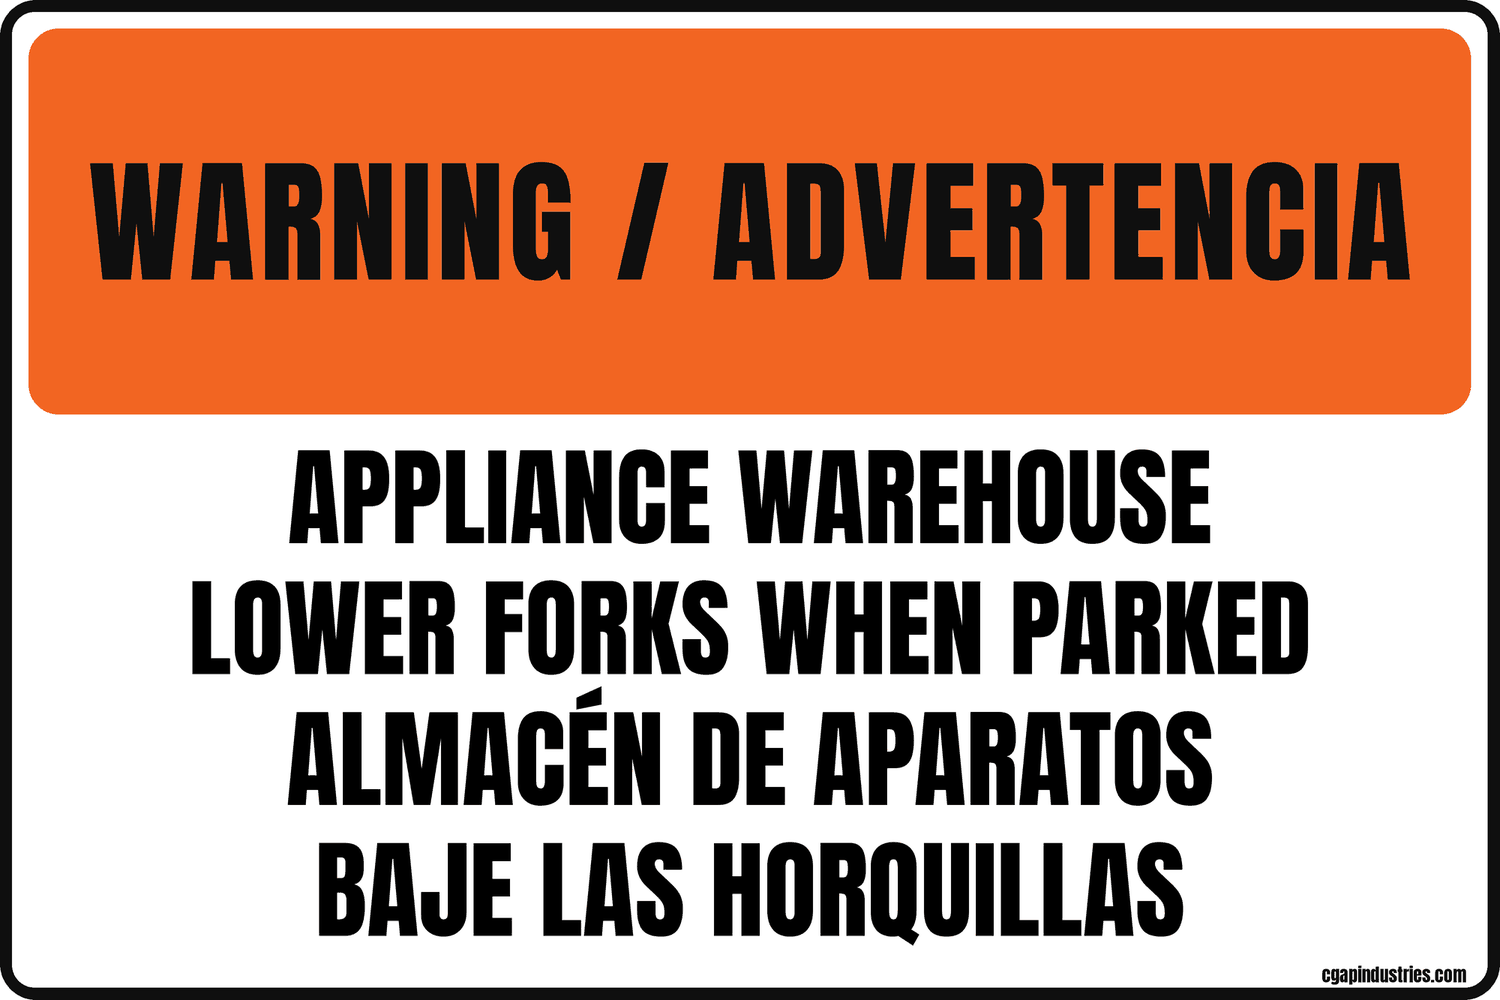 WARNING / ADVERTENCIA
APPLIANCE WAREHOUSE
LOWER FORKS WHEN PARKED
ALMACÉN DE APARATOS
BAJE LAS HORQUILLAS
cgapindustries.com